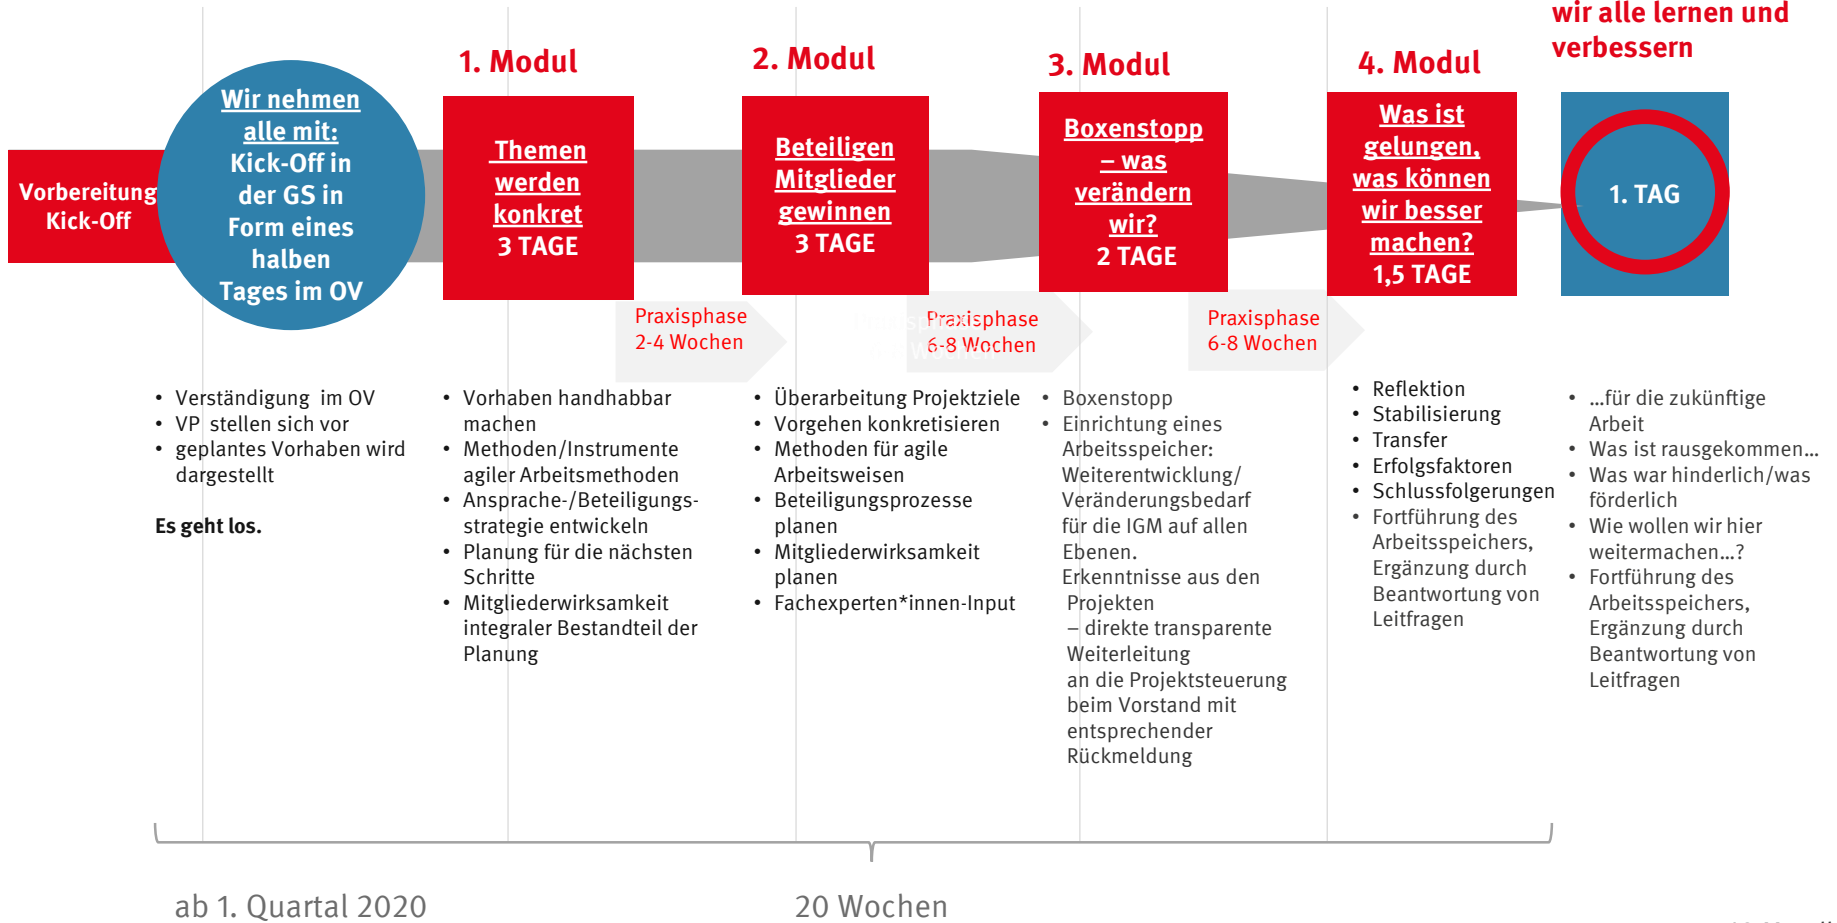 wir alle lernen und
verbessern
1. Modul
2. Modul
3. Modul
4. Modul
Vorbereitung
Kick-Off
Wir nehmen
alle mit:
Kick-Off in
der GS in
Form eines
halben
Tages im OV
Themen
werden
konkret
3 TAGE
Beteiligen
Mitglieder
gewinnen
3 TAGE
Boxenstopp
– was
verändern
wir?
2 TAGE
Was ist
gelungen,
was können
wir besser
machen?
1,5 TAGE
1. TAG
Praxisphase
2-4 Wochen
Praxisphase
6-8 Wochen
Praxisphase
6-8 Wochen
• Verständigung im OV
• VP stellen sich vor
• geplantes Vorhaben wird
dargestellt
Es geht los.
• Vorhaben handhabbar
machen
• Methoden/Instrumente
agiler Arbeitsmethoden
• Ansprache-/Beteiligungs-
strategie entwickeln
• Planung für die nächsten
Schritte
• Mitgliederwirksamkeit
integraler Bestandteil der
Planung
• Überarbeitung Projektziele
• Vorgehen konkretisieren
• Methoden für agile
Arbeitsweisen
• Beteiligungsprozesse
planen
• Mitgliederwirksamkeit
planen
• Fachexperten*innen-Input
• Boxenstopp
• Einrichtung eines
Arbeitsspeicher:
Weiterentwicklung/
Veränderungsbedarf
für die IGM auf allen
Ebenen.
Erkenntnisse aus den
Projekten
– direkte transparente
Weiterleitung
an die Projektsteuerung
beim Vorstand mit
entsprechender
Rückmeldung
• Reflektion
• Stabilisierung
• Transfer
• Erfolgsfaktoren
• Schlussfolgerungen
• Fortführung des
Arbeitsspeichers,
Ergänzung durch
Beantwortung von
Leitfragen
• …für die zukünftige
Arbeit
• Was ist rausgekommen…
• Was war hinderlich/was
förderlich
• Wie wollen wir hier
weitermachen…?
• Fortführung des
Arbeitsspeichers,
Ergänzung durch
Beantwortung von
Leitfragen
ab 1. Quartal 2020
20 Wochen